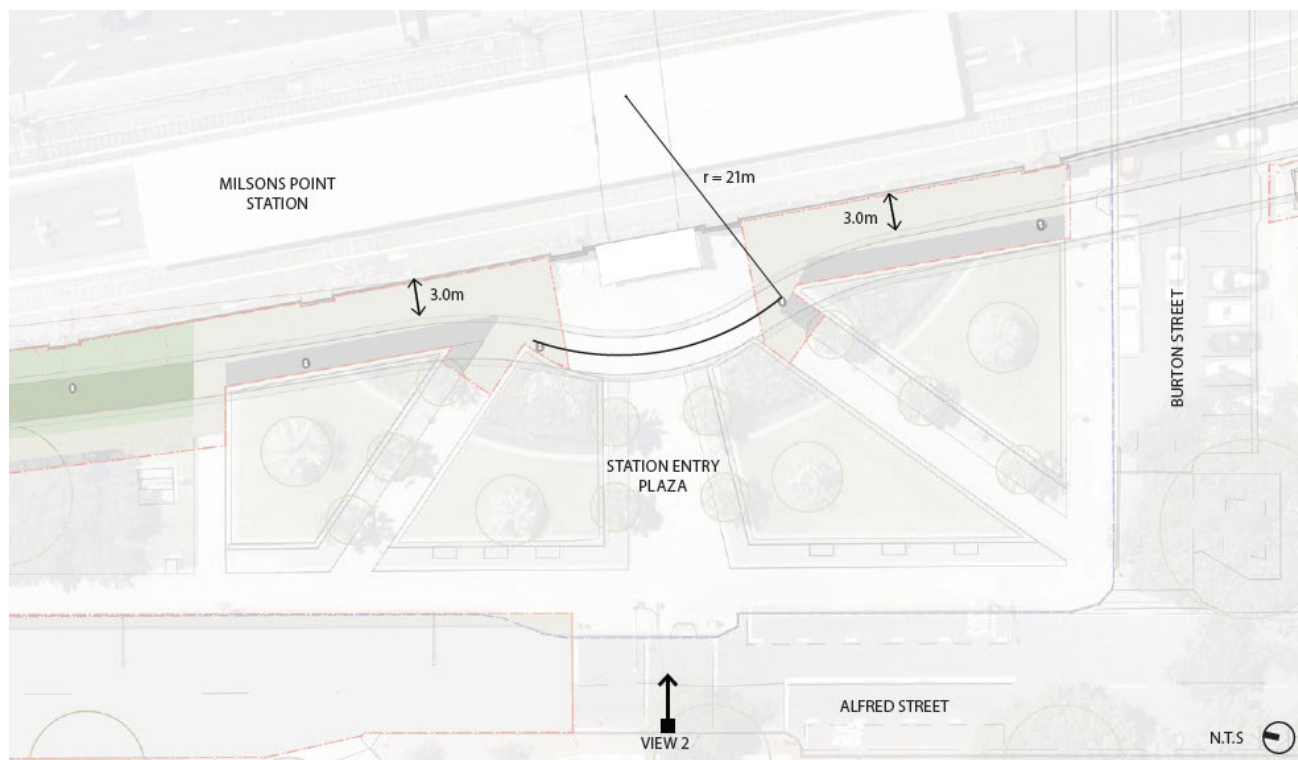 MILSONS POINT
STATION
r = 21m
3.0m
3.0m
BURTON STREET
STATION ENTRY
PLAZA
ALFRED STREET
VIEW 2
N.T.S